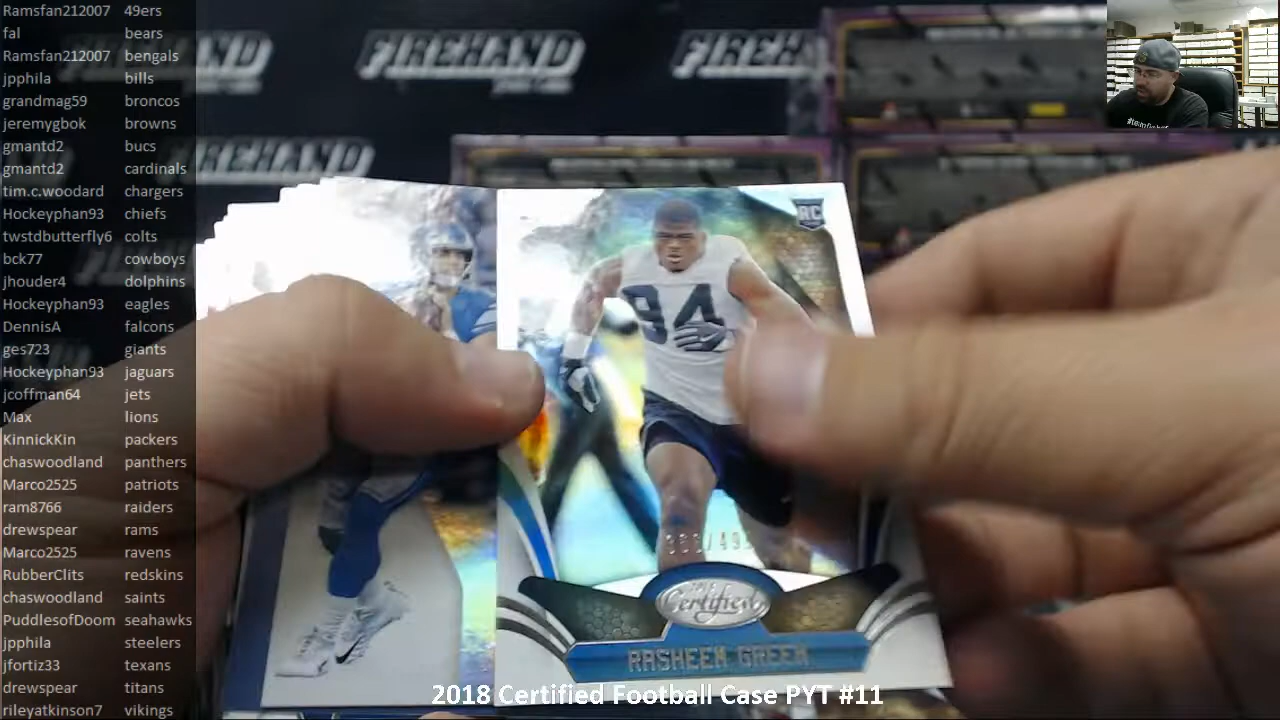 Ramsfan212007 49ers
fal bears
Ramsfan212007 bengals
jpphila bills
grandmag59 broncos
jeremygbok browns
gmantd2 bucs
gmantd2 cardinals
tim.c.woodard chargers
Hockeyphan93 chiefs
twstdbutterfly6 colts
bck77 cowboys
jhouder4 dolphins
Hockeyphan93 eagles
DennisA falcons
ges723 giants
Hockeyphan93 jaguars
jcoffman64 jets
Max lions
KinnickKin packers
chaswoodland panthers
Marco2525 patriots
ram8766 raiders
drewspear rams
Marco2525 ravens
RubberClits redskins
chaswoodland saints
PuddlesofDoom seahawks
jpphila steelers
jfortiz33 texans
drewspear titans
rileyatkinson7 vikings
FIREHAND
FIREHAND
RC
94
Certified
RASHEEM GREEN
2018 Certified Football Case PYT #11